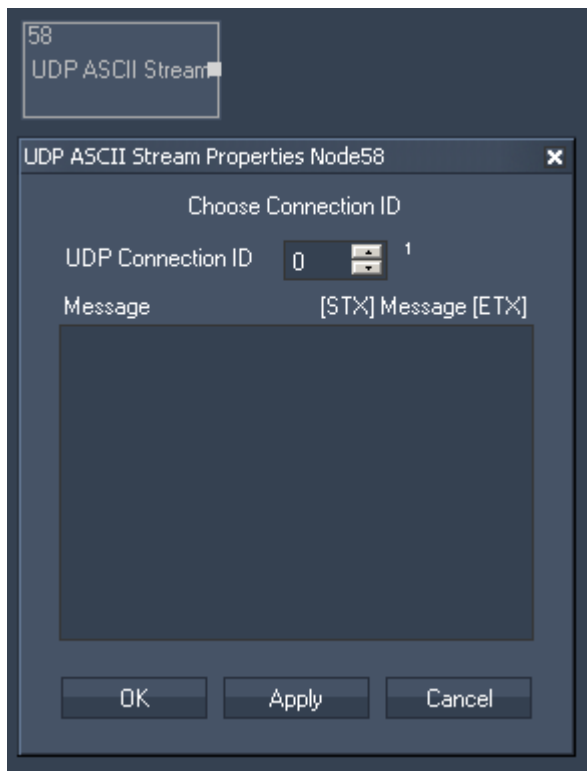 58
UDP ASCII Stream
UDP ASCII Stream Properties Node58
Choose Connection ID
UDP Connection ID 0 1
Message [STX] Message [ETX]
OK Apply Cancel